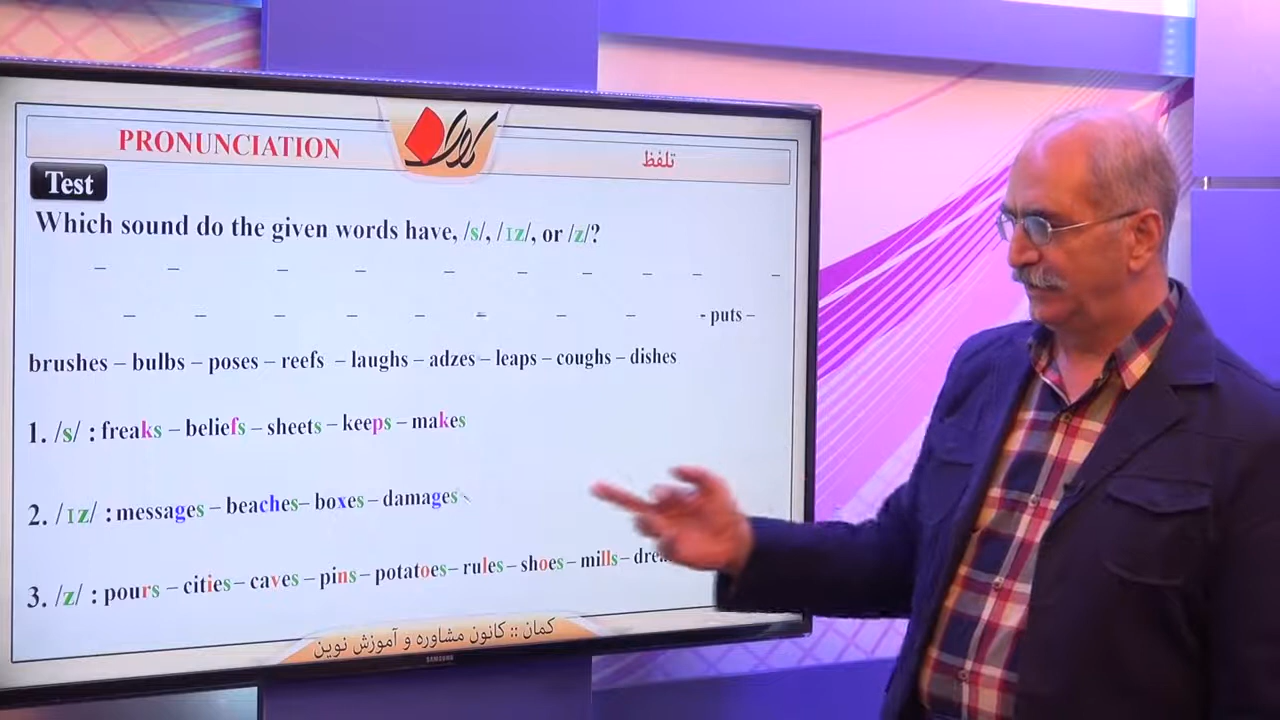 PRONUNCIATION
کمان
تلفظ
Test
Which sound do the given words have, /s/, /ɪz/, or /z/?
– – – – – – – – – –
– – – – – – – – - puts –
brushes – bulbs – poses – reefs – laughs – adzes – leaps – coughs – dishes
1. /s/ : freaks – beliefs – sheets – keeps – makes
2. /ɪz/ : messages – beaches– boxes – damages
3. /z/ : pours – cities– caves – pins – potatoes– rules – shoes – mills–
کمان :: کانون مشاوره و آموزش نوین
SAMSUNG